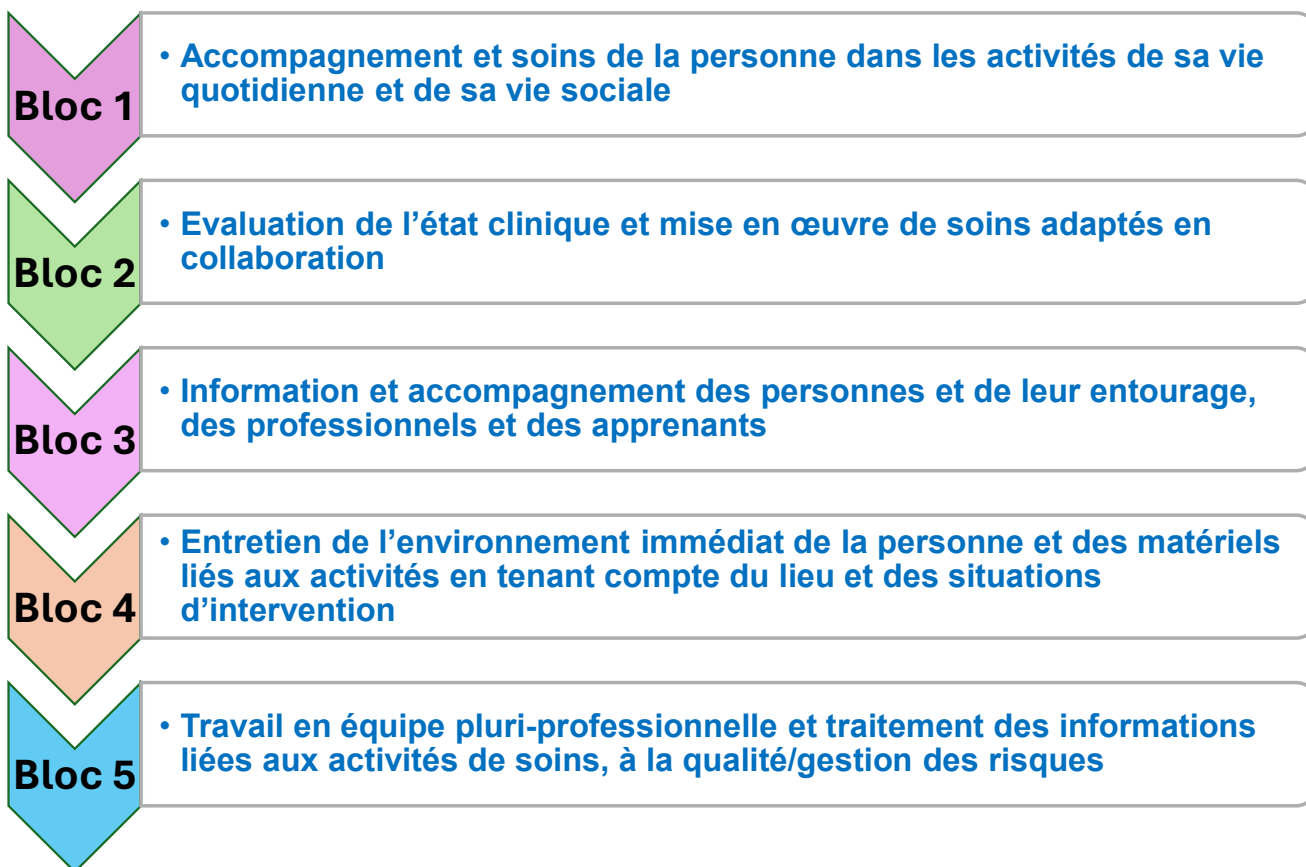 Bloc 1
• Accompagnement et soins de la personne dans les activités de sa vie
quotidienne et de sa vie sociale
Bloc 2
• Evaluation de l’état clinique et mise en œuvre de soins adaptés en
collaboration
Bloc 3
• Information et accompagnement des personnes et de leur entourage,
des professionnels et des apprenants
Bloc 4
• Entretien de l’environnement immédiat de la personne et des matériels
liés aux activités en tenant compte du lieu et des situations
d’intervention
Bloc 5
• Travail en équipe pluri-professionnelle et traitement des informations
liées aux activités de soins, à la qualité/gestion des risques